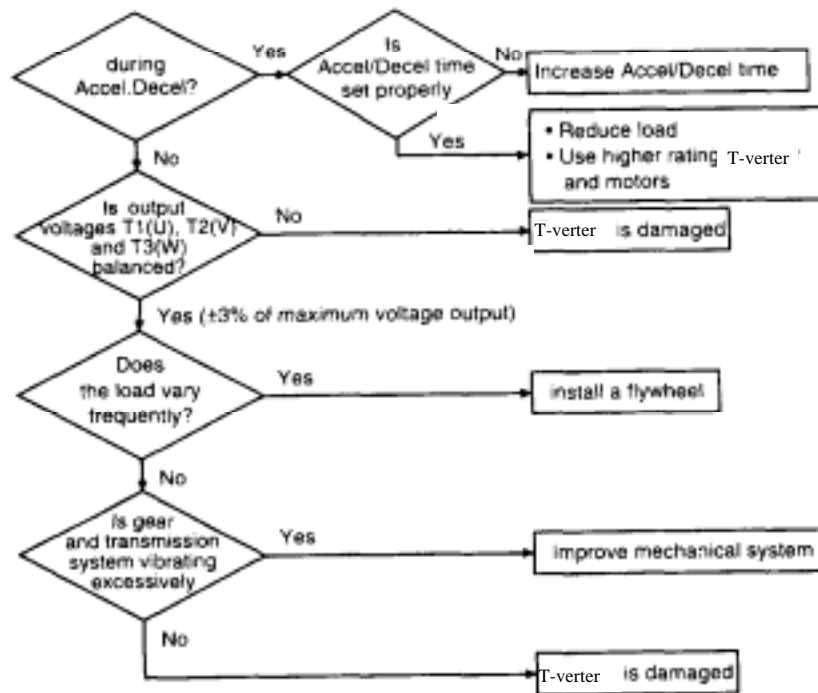 during
Accel.Decel?
Yes
Is
Accel/Decel time
set properly
No
Increase Accel/Decel time
Yes
• Reduce load
• Use higher rating T-verter
and motors
No
Is output
voltages T1(U), T2(V)
and T3(W)
balanced?
No
T-verter is damaged
Yes (±3% of maximum voltage output)
Does
the load vary
frequently?
Yes
install a flywheel
No
Is gear
and transmission
system vibrating
excessively
Yes
improve mechanical system
No
T-verter is damaged